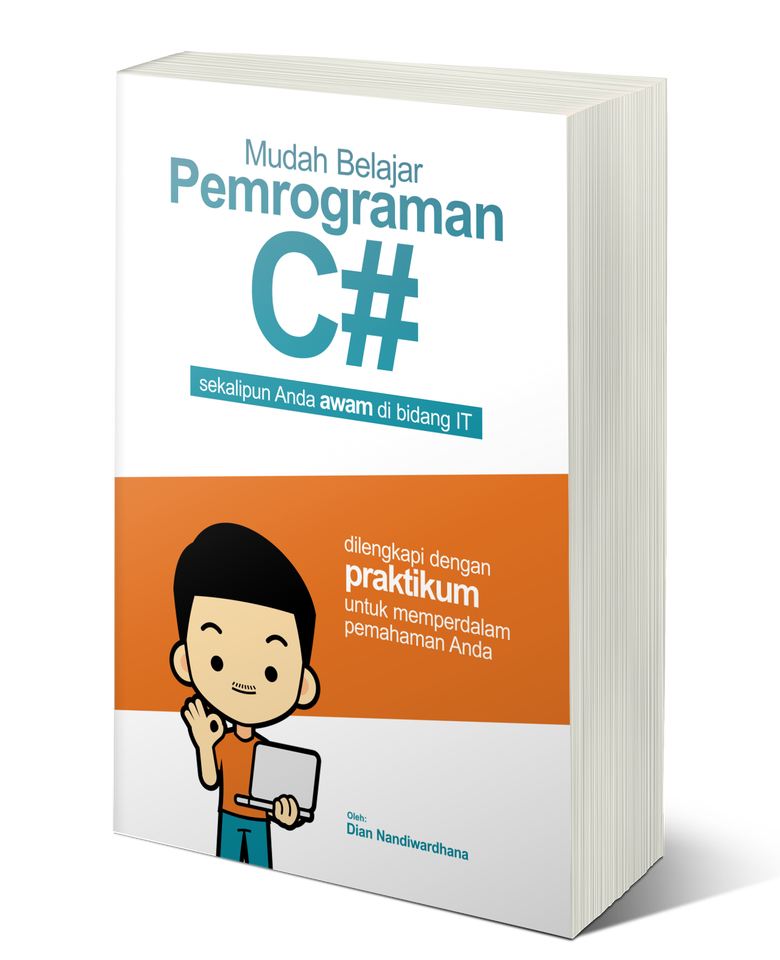 Mudah Belajar
Pemrograman
C#
sekalipun Anda awam di bidang IT
dilengkapi dengan
praktikum
untuk memperdalam
pemahaman Anda
Oleh:
Dian Nandiwardhana